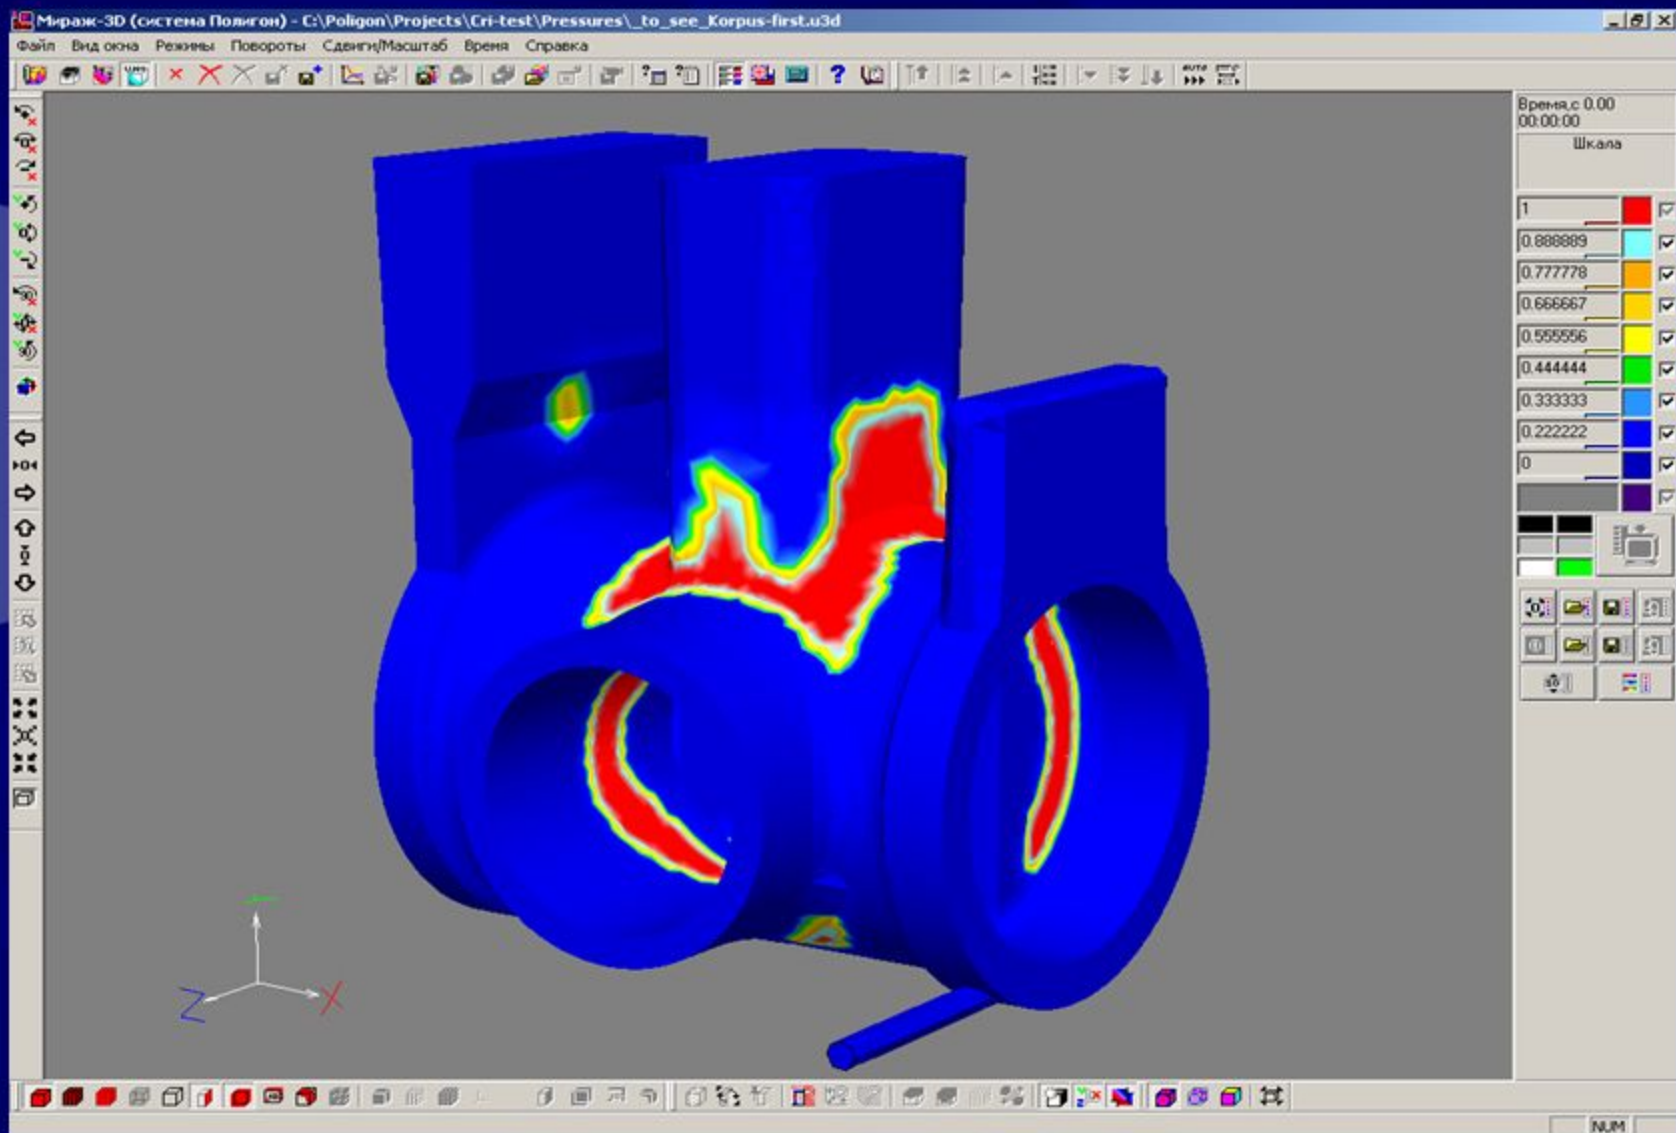 Мираж-3D (система Полигон) - C:\Poligon\Projects\Cri-test\Pressures\_to_see_Korpus-first.u3d
Файл Вид окна Режимы Повороты Сдвиги/Масштаб Время Справка
Время,с 0.00
00:00:00
Шкала
1
0.888889
0.777778
0.666667
0.555556
0.444444
0.333333
0.222222
0
Z X
NUM